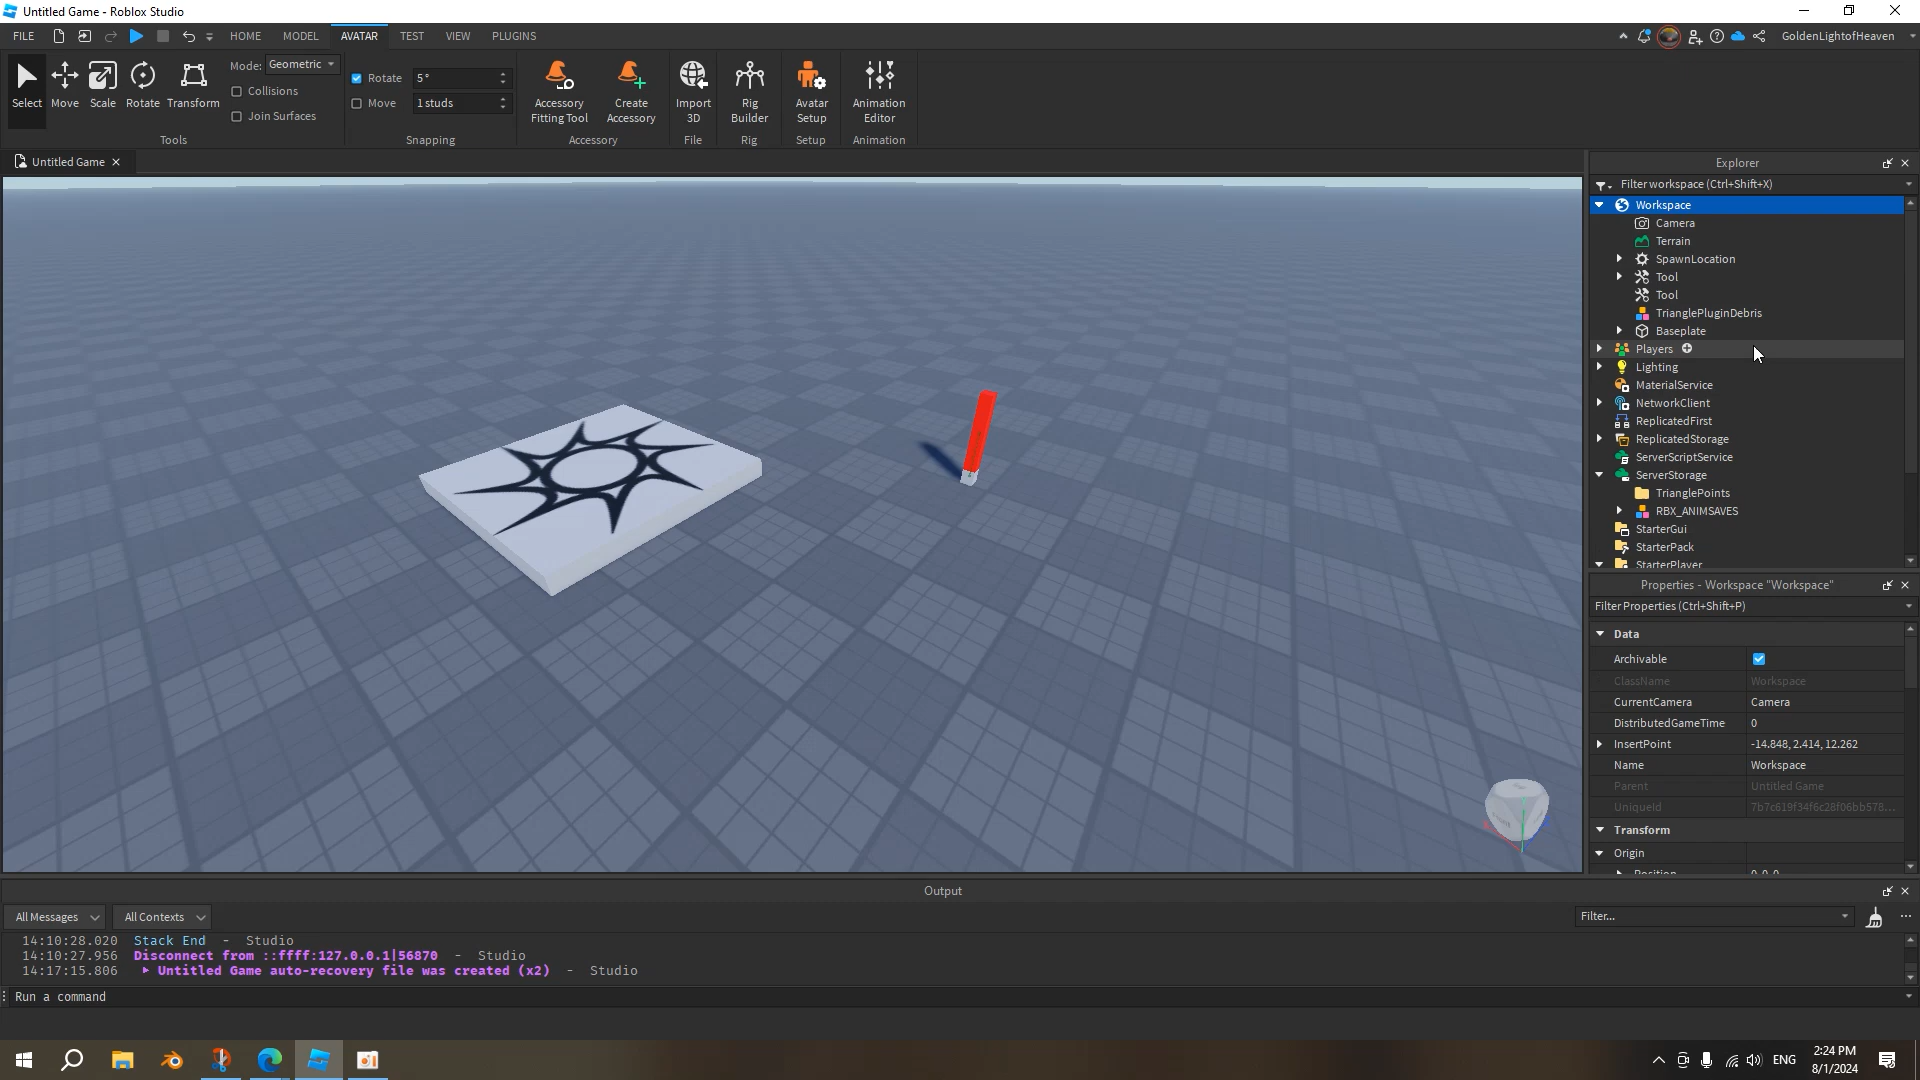 Untitled Game - Roblox Studio
FILE HOME MODEL AVATAR TEST VIEW PLUGINS GoldenLightofHeaven
Select Move Scale Rotate Transform
Mode: Geometric
Collisions
Join Surfaces
Tools
Rotate 5°
Move 1 studs
Snapping
Accessory Fitting Tool
Create Accessory
Accessory
Import 3D
File
Rig Builder
Rig
Avatar Setup
Setup
Animation Editor
Animation
Untitled Game
Explorer
Filter workspace (Ctrl+Shift+X)
Workspace
Camera
Terrain
SpawnLocation
Tool
Tool
TrianglePluginDebris
Baseplate
Players
Lighting
MaterialService
NetworkClient
ReplicatedFirst
ReplicatedStorage
ServerScriptService
ServerStorage
TrianglePoints
RBX_ANIMSAVES
StarterGui
StarterPack
StarterPlayer
Properties - Workspace "Workspace"
Filter Properties (Ctrl+Shift+P)
Data
Archivable
ClassName Workspace
CurrentCamera Camera
DistributedGameTime 0
InsertPoint -14.848, 2.414, 12.262
Name Workspace
Parent Untitled Game
UniqueId 7b7c619f34f6c28f06bb578...
Transform
Origin
Position 0, 0, 0
Output
All Messages All Contexts Filter...
14:10:28.020 Stack End - Studio
14:10:27.956 Disconnect from ::ffff:127.0.0.1|56870 - Studio
14:17:15.806 Untitled Game auto-recovery file was created (x2) - Studio
Run a command
ENG
2:24 PM
8/1/2024